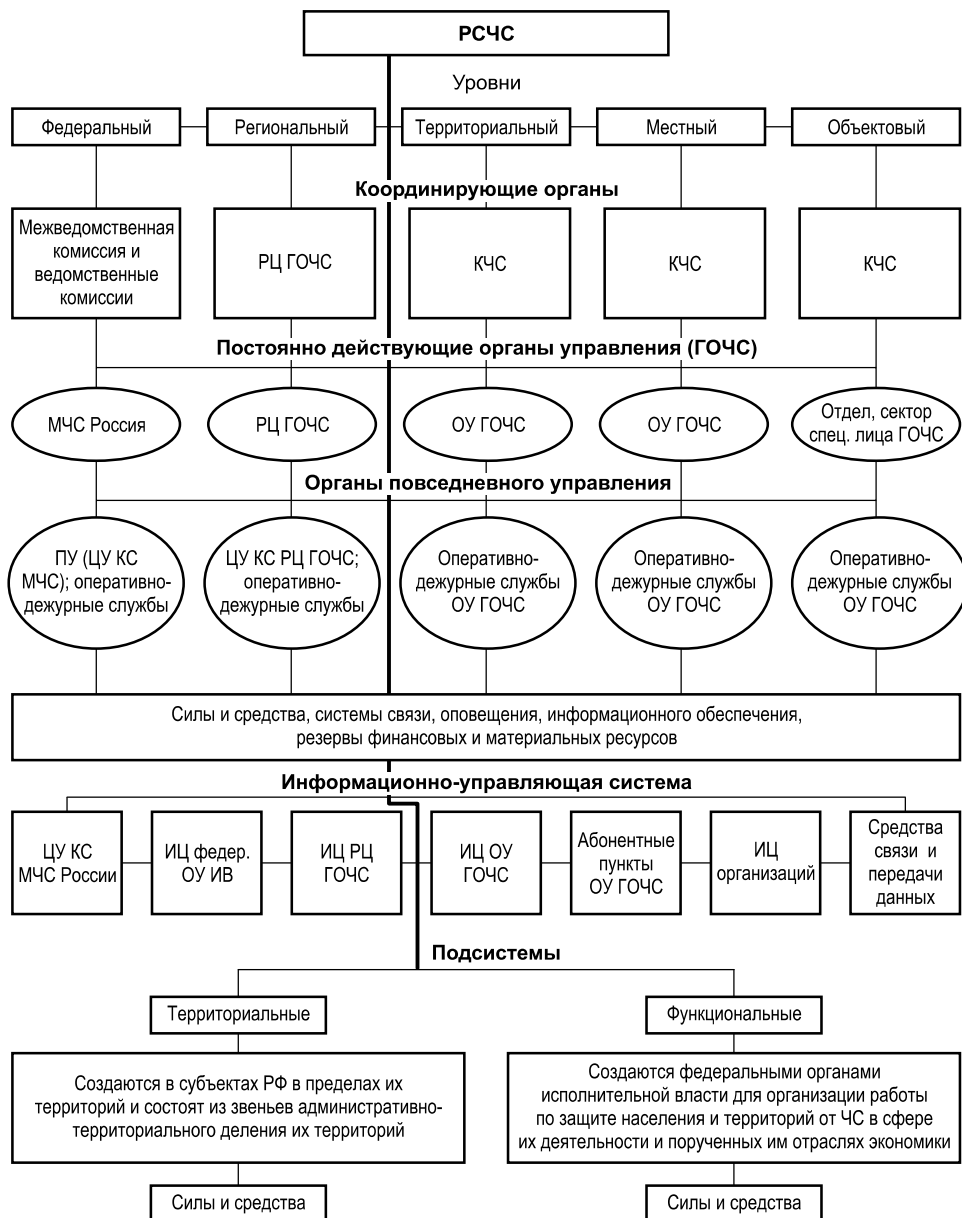 РСЧС
Уровни
Федеральный
Региональный
Территориальный
Местный
Объектовый
Координирующие органы
Межведомственная
комиссия и
ведомственные
комиссии
РЦ ГОЧС
КЧС
КЧС
КЧС
Постоянно действующие органы управления (ГОЧС)
МЧС Россия
РЦ ГОЧС
ОУ ГОЧС
ОУ ГОЧС
Отдел, сектор
спец. лица ГОЧС
Органы повседневного управления
ПУ (ЦУ КС
МЧС); оперативно-
дежурные службы
ЦУ КС РЦ ГОЧС;
оперативно-
дежурные службы
Оперативно-
дежурные службы
ОУ ГОЧС
Оперативно-
дежурные службы
ОУ ГОЧС
Оперативно-
дежурные службы
ОУ ГОЧС
Силы и средства, системы связи, оповещения, информационного обеспечения,
резервы финансовых и материальных ресурсов
Информационно-управляющая система
ЦУ КС
МЧС России
ИЦ федер.
ОУ ИВ
ИЦ РЦ
ГОЧС
ИЦ ОУ
ГОЧС
Абонентные
пункты
ОУ ГОЧС
ИЦ
организаций
Средства
связи и
передачи
данных
Подсистемы
Территориальные
Функциональные
Создаются в субъектах РФ в пределах их
территорий и состоят из звеньев административно-
территориального деления их территорий
Создаются федеральными органами
исполнительной власти для организации работы
по защите населения и территорий от ЧС в сфере
их деятельности и порученных им отраслях экономики
Силы и средства
Силы и средства